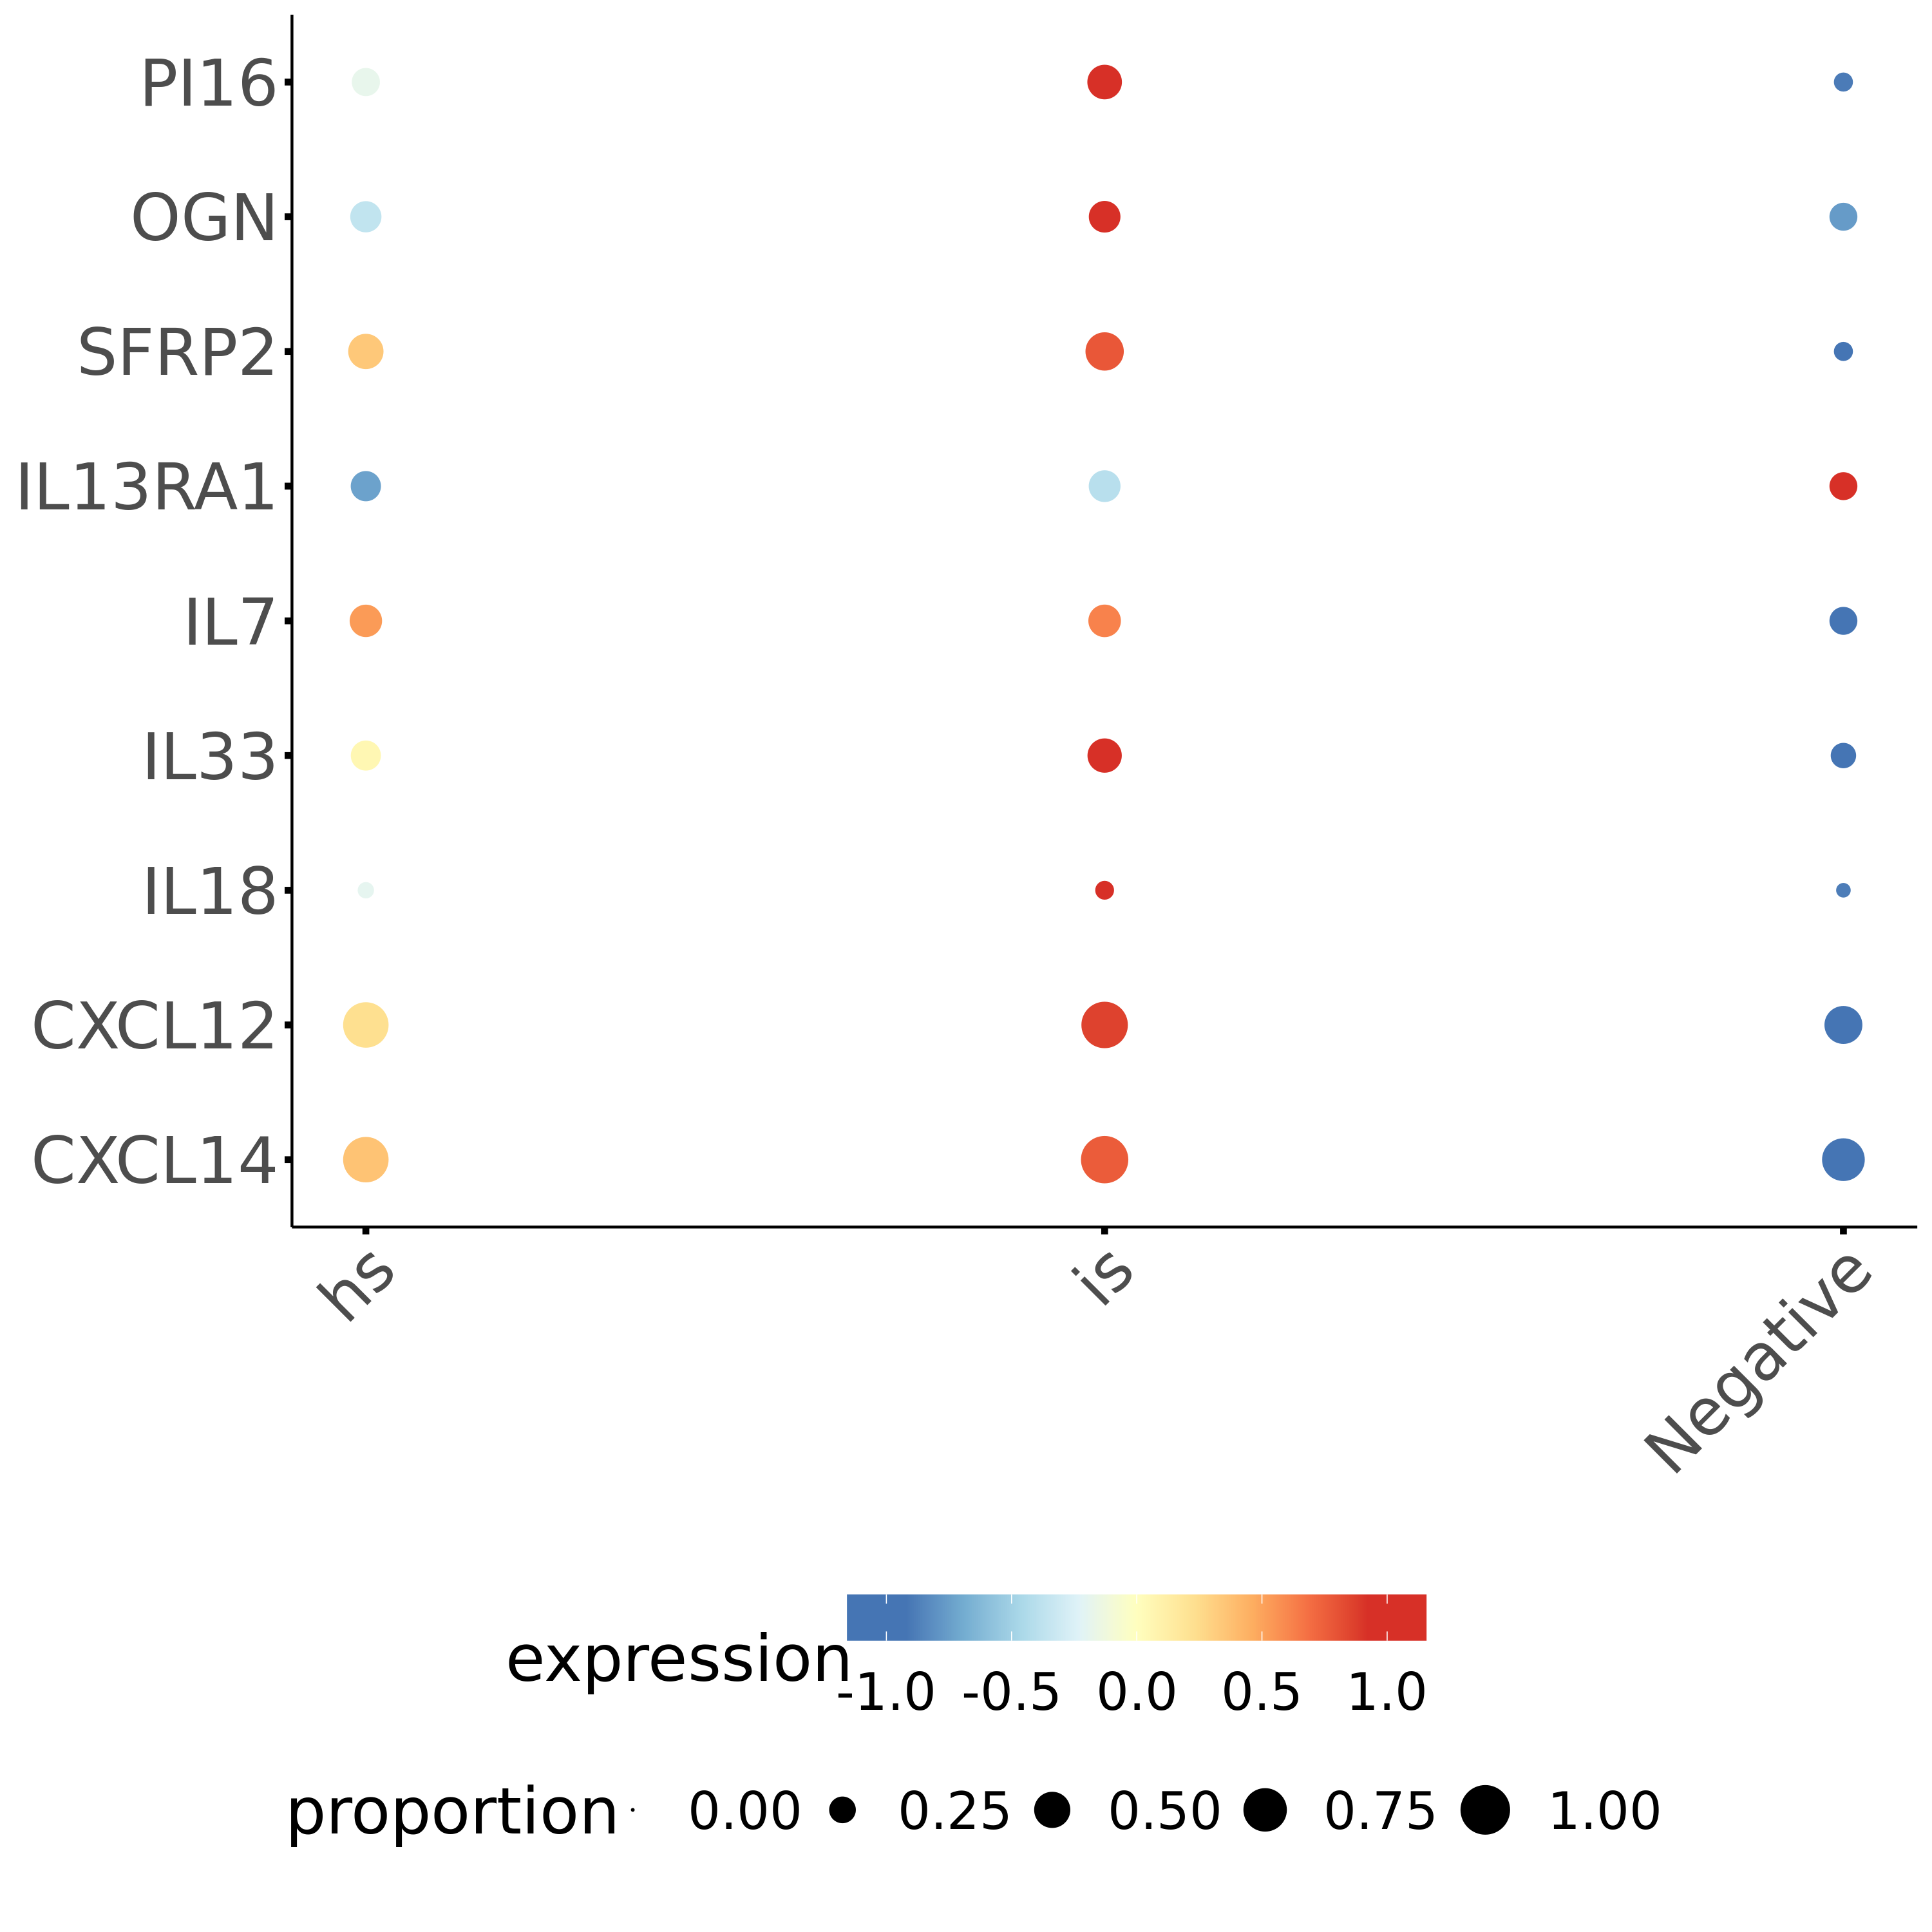 PI16
OGN
SFRP2
IL13RA1
IL7
IL33
IL18
CXCL12
CXCL14
hs is Negative
expression
-1.0 -0.5 0.0 0.5 1.0
proportion 0.00 0.25 0.50 0.75 1.00